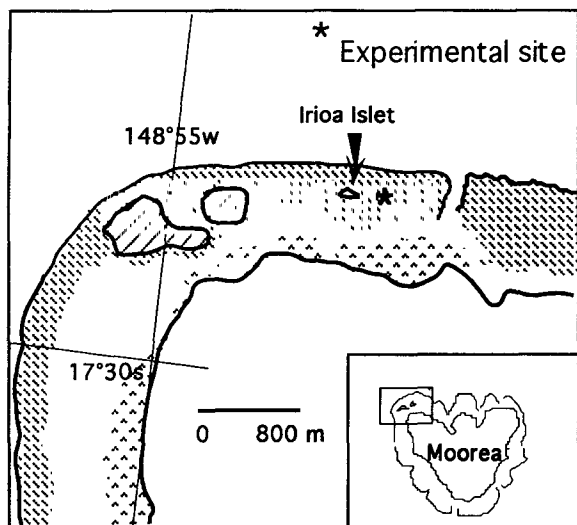 * Experimental site
Irioa Islet
148°55w
*
17°30s
0 800 m
Moorea